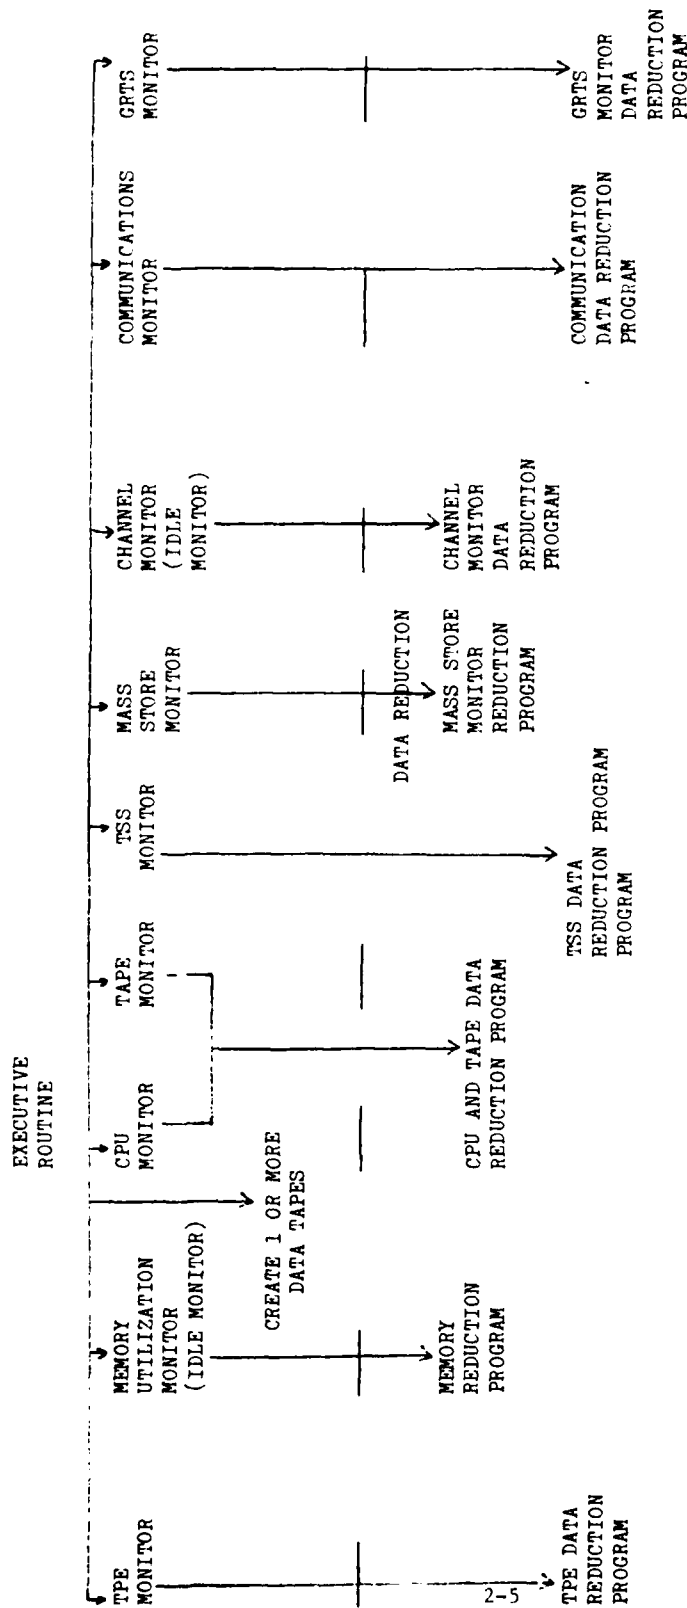 EXECUTIVE
ROUTINE
TPE
MONITOR
MEMORY
UTILIZATION
MONITOR
(IDLE MONITOR)
CREATE 1 OR MORE
DATA TAPES
CPU
MONITOR
TAPE
MONITOR
TSS
MONITOR
MASS
STORE
MONITOR
CHANNEL
MONITOR
(IDLE
MONITOR)
COMMUNICATIONS
MONITOR
GRTS
MONITOR
DATA REDUCTION
TPE DATA
REDUCTION
PROGRAM
MEMORY
REDUCTION
PROGRAM
CPU AND TAPE DATA
REDUCTION PROGRAM
TSS DATA
REDUCTION PROGRAM
PROGRAM
MASS STORE
MONITOR
REDUCTION
PROGRAM
CHANNEL
MONITOR
DATA
REDUCTION
PROGRAM
COMMUNICATION
DATA REDUCTION
PROGRAM
GRTS
MONITOR
DATA
REDUCTION
PROGRAM
2-5